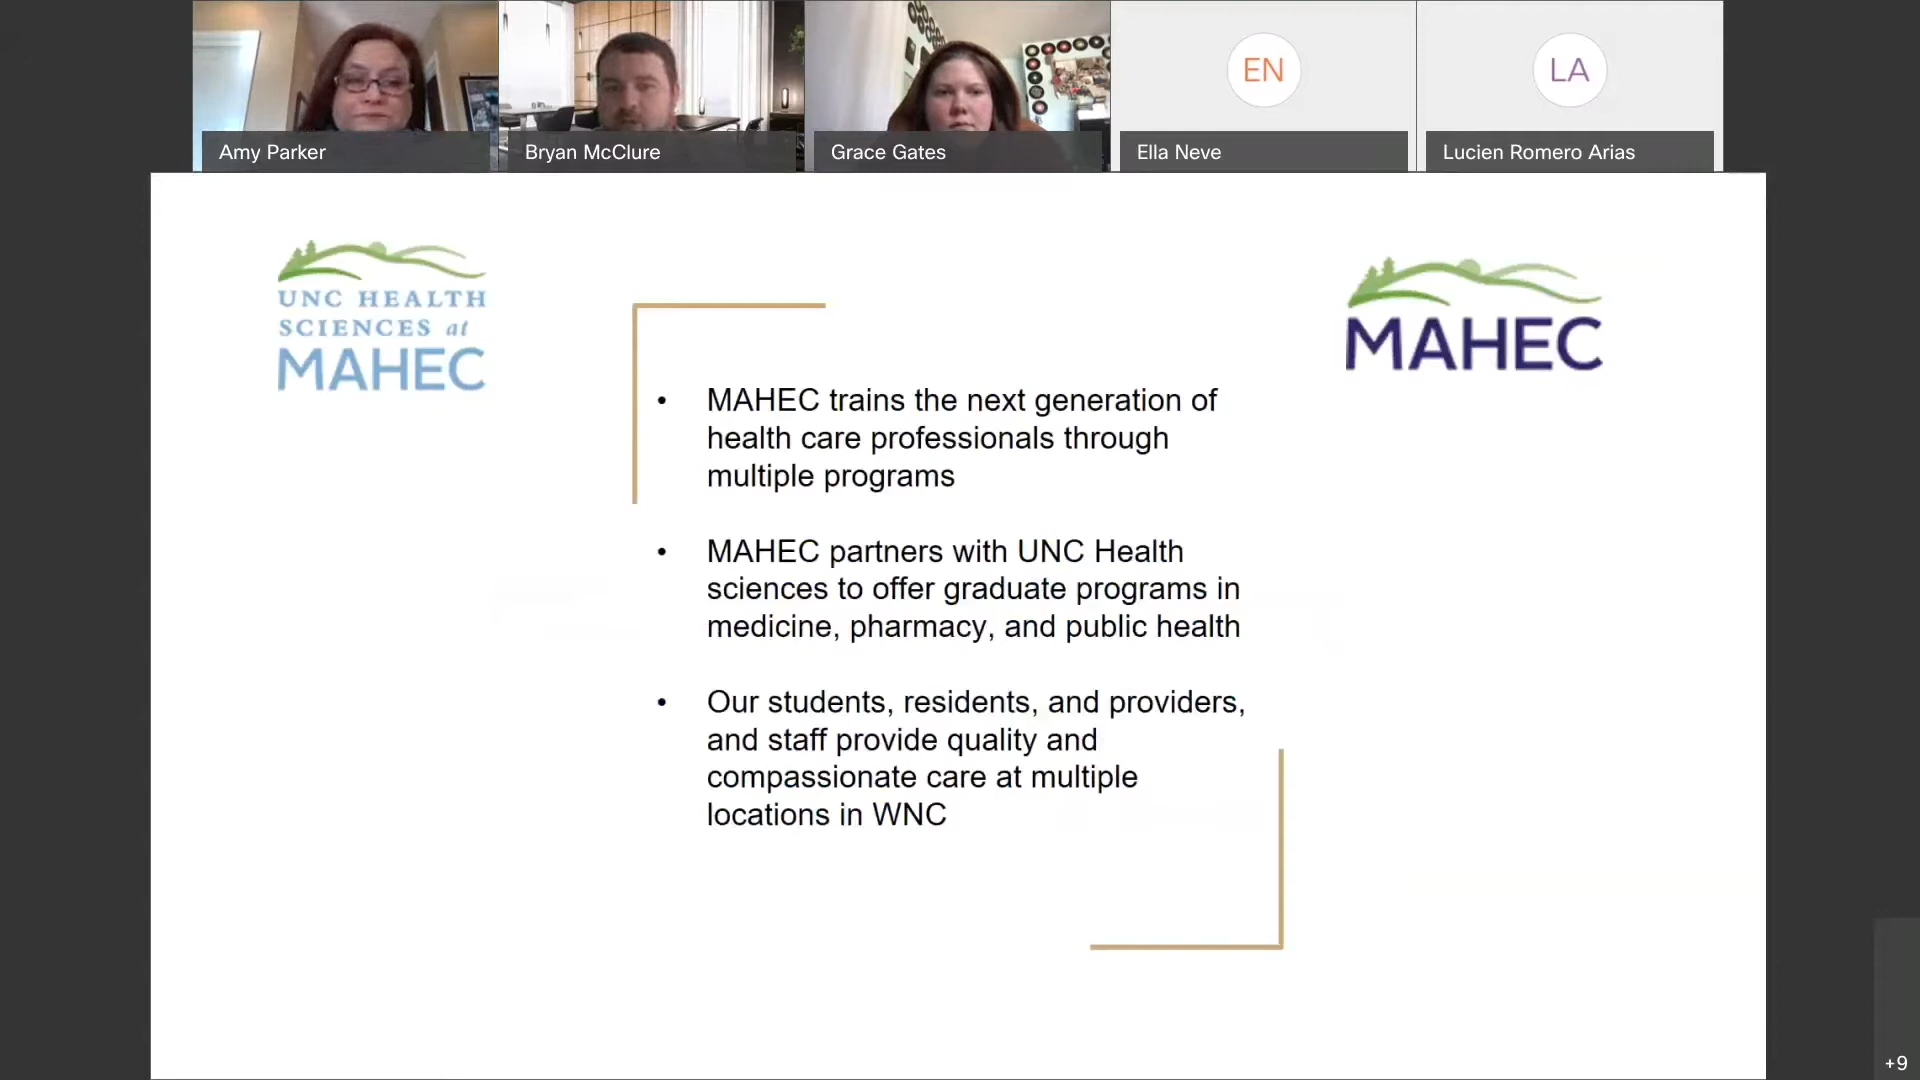 Amy Parker
Bryan McClure
Grace Gates
EN
Ella Neve
LA
Lucien Romero Arias
UNC HEALTH
SCIENCES at
MAHEC
MAHEC
• MAHEC trains the next generation of
health care professionals through
multiple programs
• MAHEC partners with UNC Health
sciences to offer graduate programs in
medicine, pharmacy, and public health
• Our students, residents, and providers,
and staff provide quality and
compassionate care at multiple
locations in WNC
+9